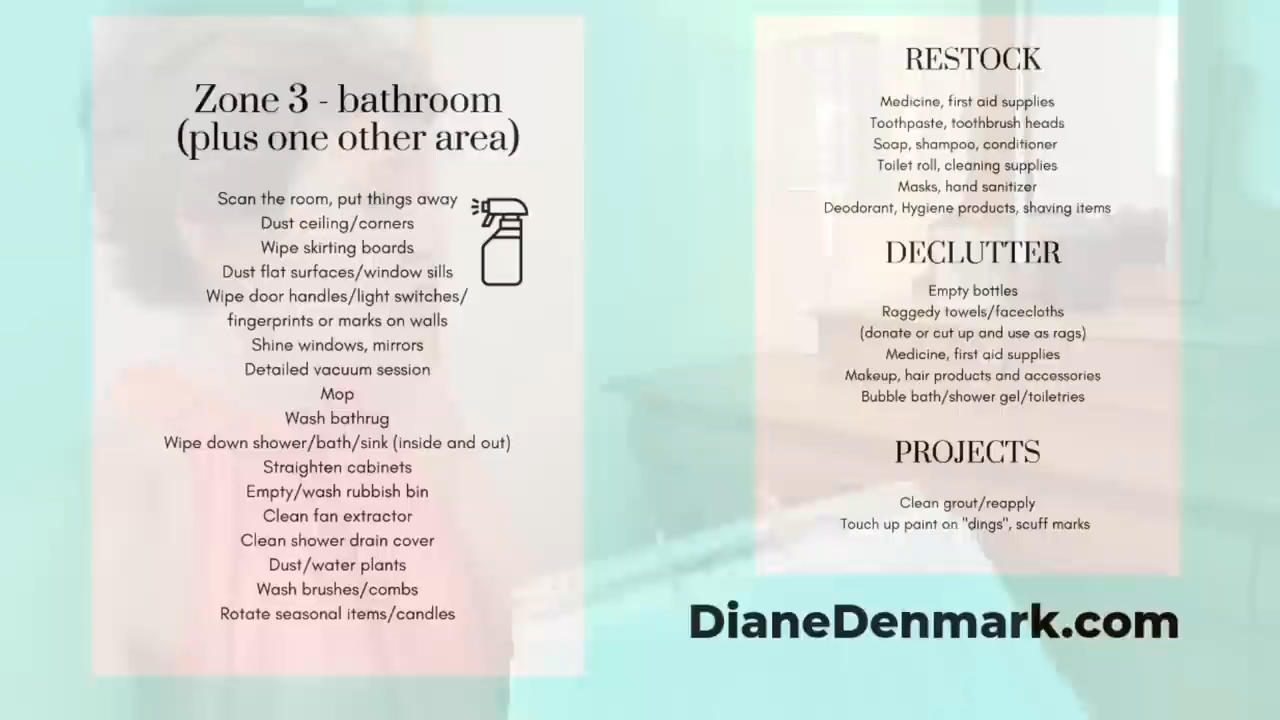 Zone 3 - bathroom
(plus one other area)
Scan the room, put things away
Dust ceiling/corners
Wipe skirting boards
Dust flat surfaces/window sills
Wipe door handles/light switches/
fingerprints or marks on walls
Shine windows, mirrors
Detailed vacuum session
Mop
Wash bathrug
Wipe down shower/bath/sink (inside and out)
Straighten cabinets
Empty/wash rubbish bin
Clean fan extractor
Clean shower drain cover
Dust/water plants
Wash brushes/combs
Rotate seasonal items/candles
RESTOCK
Medicine, first aid supplies
Toothpaste, toothbrush heads
Soap, shampoo, conditioner
Toilet roll, cleaning supplies
Masks, hand sanitizer
Deodorant, Hygiene products, shaving items
DECLUTTER
Empty bottles
Raggedy towels/facecloths
(donate or cut up and use as rags)
Medicine, first aid supplies
Makeup, hair products and accessories
Bubble bath/shower gel/toiletries
PROJECTS
Clean grout/reapply
Touch up paint on "dings", scuff marks
DianeDenmark.com